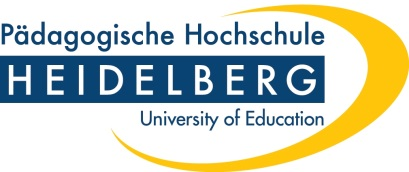 Pädagogische Hochschule
HEIDELBERG
University of Education